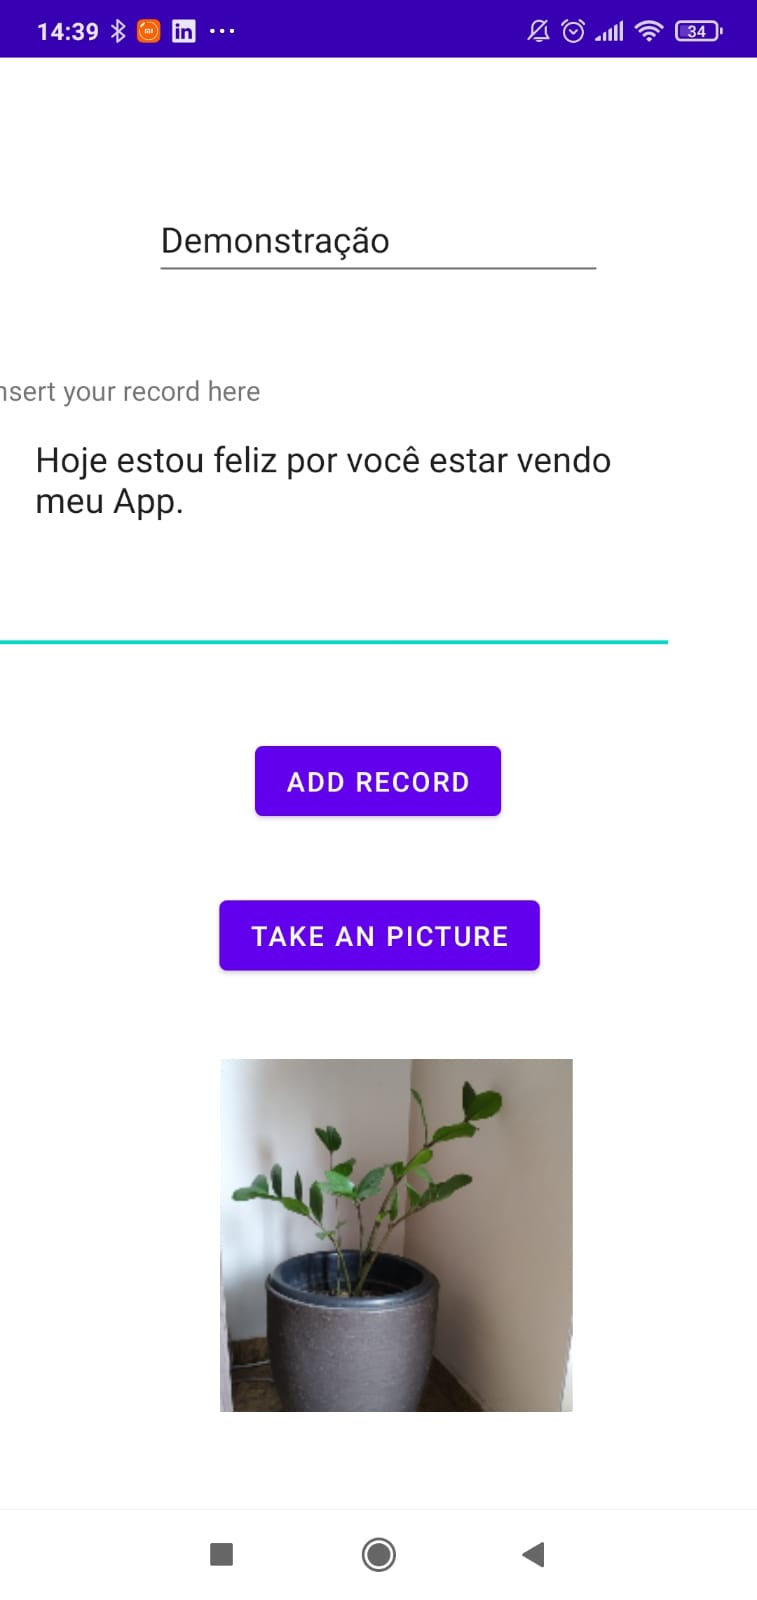 14:39
34
Demonstração
nsert your record here
Hoje estou feliz por você estar vendo
meu App.
ADD RECORD
TAKE AN PICTURE